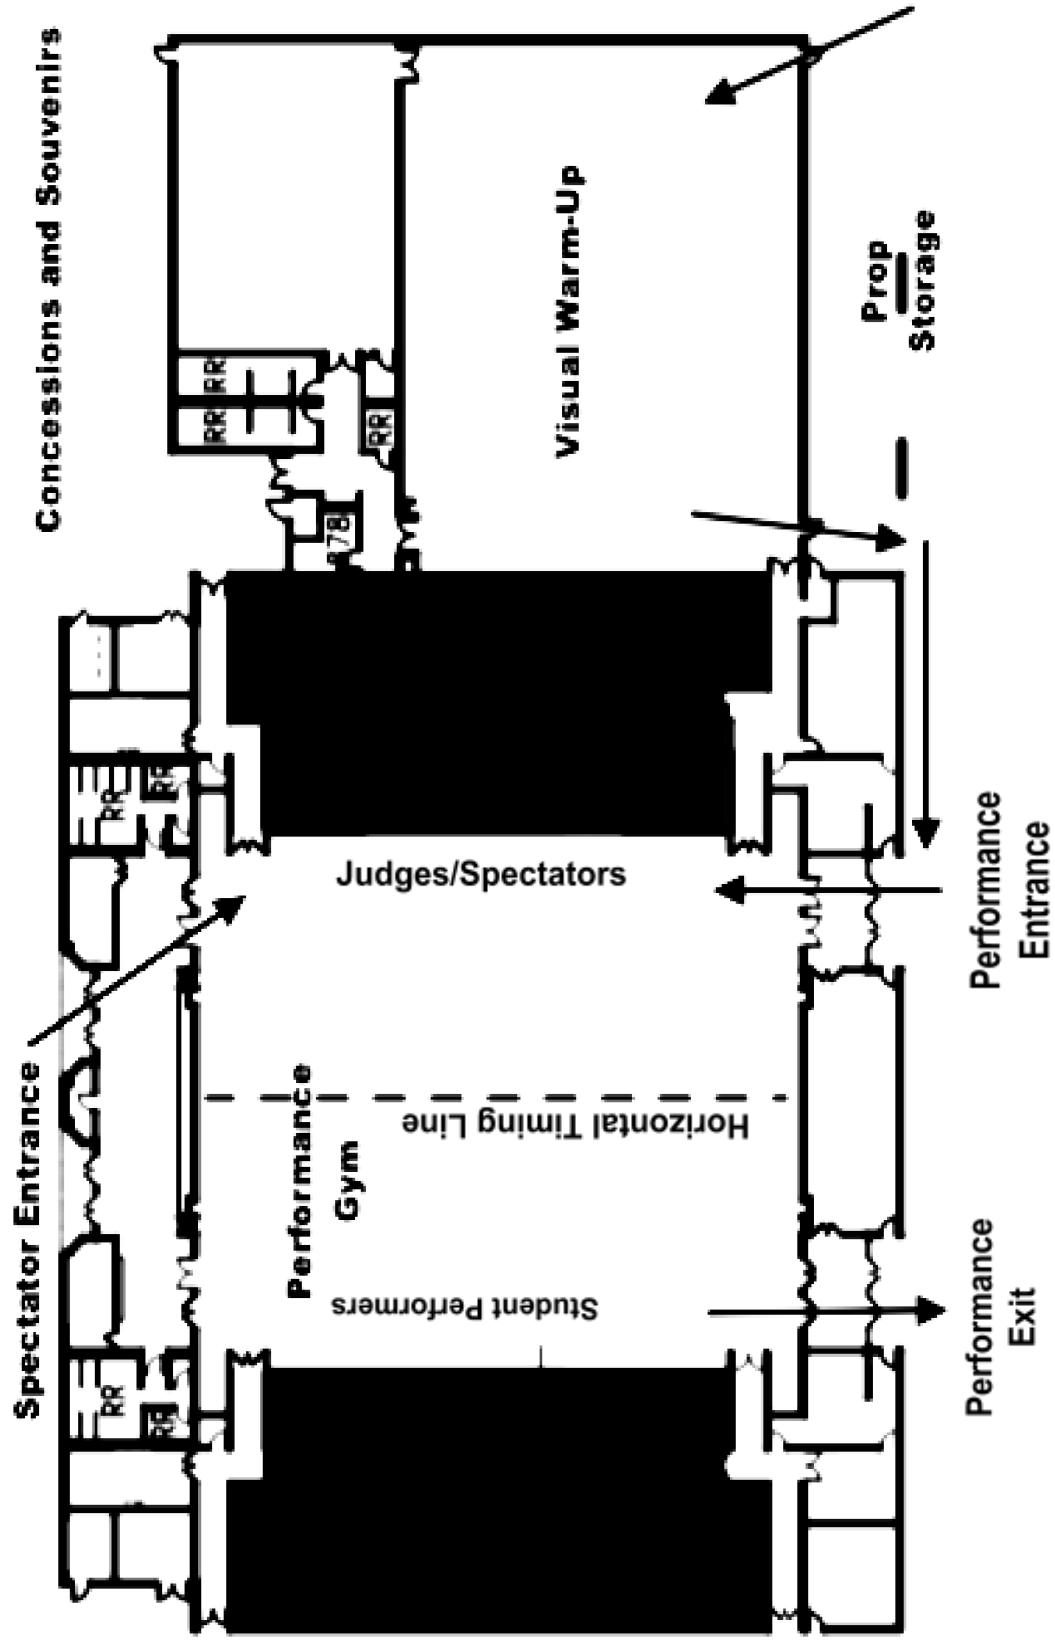 Concessions and Souvenirs
RR
RR
RR
Visual Warm-Up
Prop
Storage
RR
RR
Judges/Spectators
Performance
Entrance
Spectator Entrance
Horizontal Timing Line
Performance
Gym
Student Performers
Performance
Exit
RR
RR